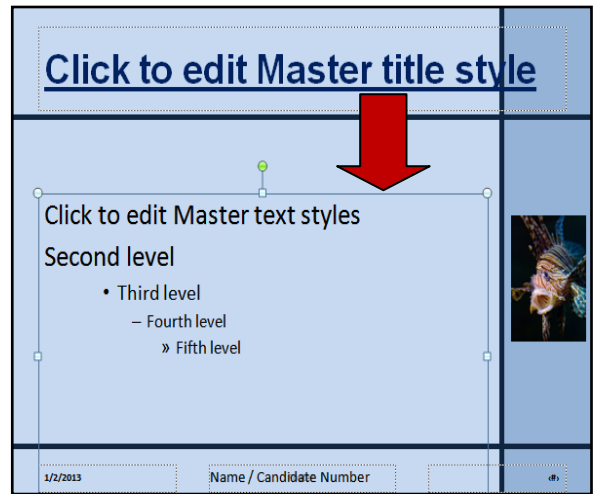 Click to edit Master title style
Click to edit Master text styles
Second level
• Third level
– Fourth level
» Fifth level
1/2/2013 Name / Candidate Number ‹#›